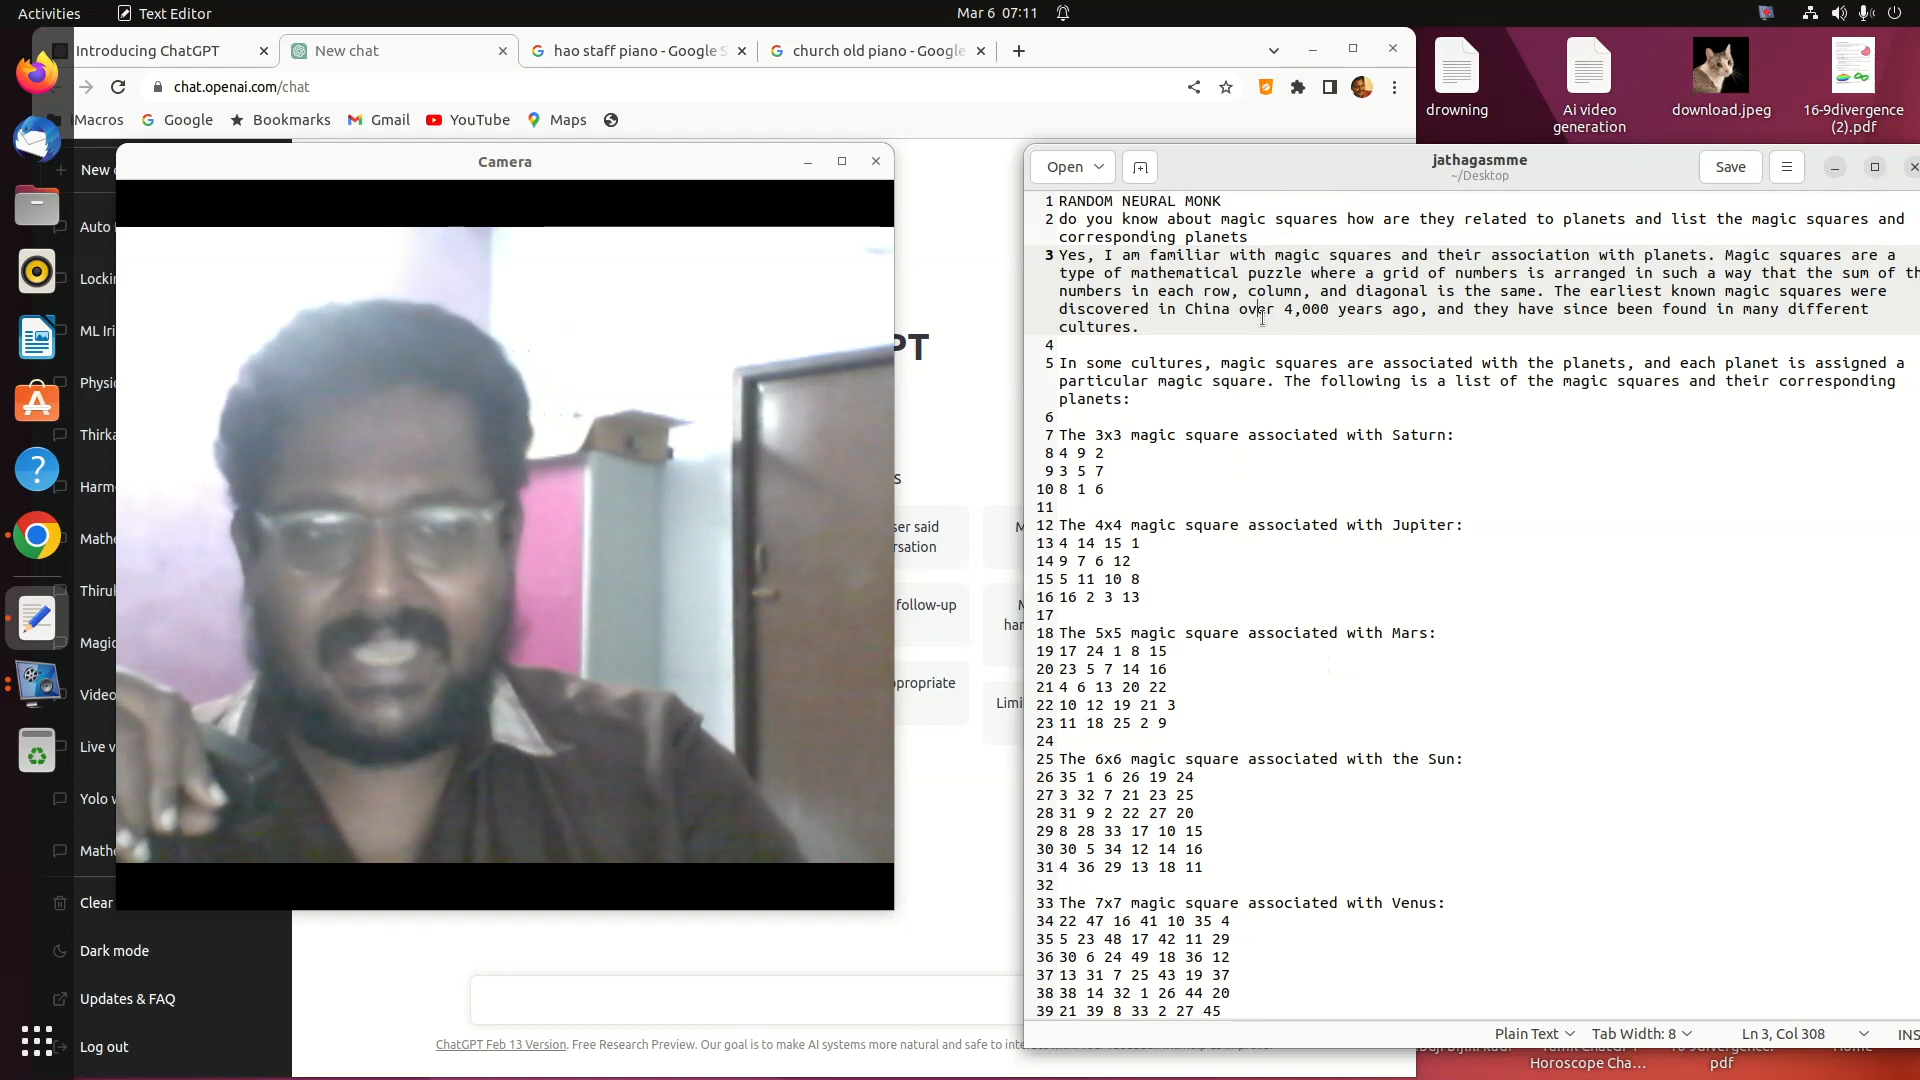 Activities
Text Editor
Mar 6 07:11
Introducing ChatGPT
New chat
hao staff piano - Google S
church old piano - Google
chat.openai.com/chat
Macros
Google
Bookmarks
Gmail
YouTube
Maps
drowning
Ai video
generation
download.jpeg
16-9divergence
(2).pdf
New
Auto
Locki
ML Iri
Physi
Thirka
Harm
Mathe
Thiru
Magic
Video
Live v
Yolo v
Mathe
Clear
Dark mode
Updates & FAQ
Log out
Camera
PT
s
ser said
rsation
follow-up
propriate
M
M
har
Limi
ChatGPT Feb 13 Version. Free Research Preview. Our goal is to make AI systems more natural and safe to inte
Open
jathagasmme
~/Desktop
Save
1 RANDOM NEURAL MONK
2 do you know about magic squares how are they related to planets and list the magic squares and
corresponding planets
3 Yes, I am familiar with magic squares and their association with planets. Magic squares are a
type of mathematical puzzle where a grid of numbers is arranged in such a way that the sum of th
numbers in each row, column, and diagonal is the same. The earliest known magic squares were
discovered in China over 4,000 years ago, and they have since been found in many different
cultures.
4
5 In some cultures, magic squares are associated with the planets, and each planet is assigned a
particular magic square. The following is a list of the magic squares and their corresponding
planets:
6
7 The 3x3 magic square associated with Saturn:
8 4 9 2
9 3 5 7
10 8 1 6
11
12 The 4x4 magic square associated with Jupiter:
13 4 14 15 1
14 9 7 6 12
15 5 11 10 8
16 16 2 3 13
17
18 The 5x5 magic square associated with Mars:
19 17 24 1 8 15
20 23 5 7 14 16
21 4 6 13 20 22
22 10 12 19 21 3
23 11 18 25 2 9
24
25 The 6x6 magic square associated with the Sun:
26 35 1 6 26 19 24
27 3 32 7 21 23 25
28 31 9 2 22 27 20
29 8 28 33 17 10 15
30 30 5 34 12 14 16
31 4 36 29 13 18 11
32
33 The 7x7 magic square associated with Venus:
34 22 47 16 41 10 35 4
35 5 23 48 17 42 11 29
36 30 6 24 49 18 36 12
37 13 31 7 25 43 19 37
38 38 14 32 1 26 44 20
39 21 39 8 33 2 27 45
Plain Text
Tab Width: 8
Ln 3, Col 308
INS
Horoscope Cha...
pdf